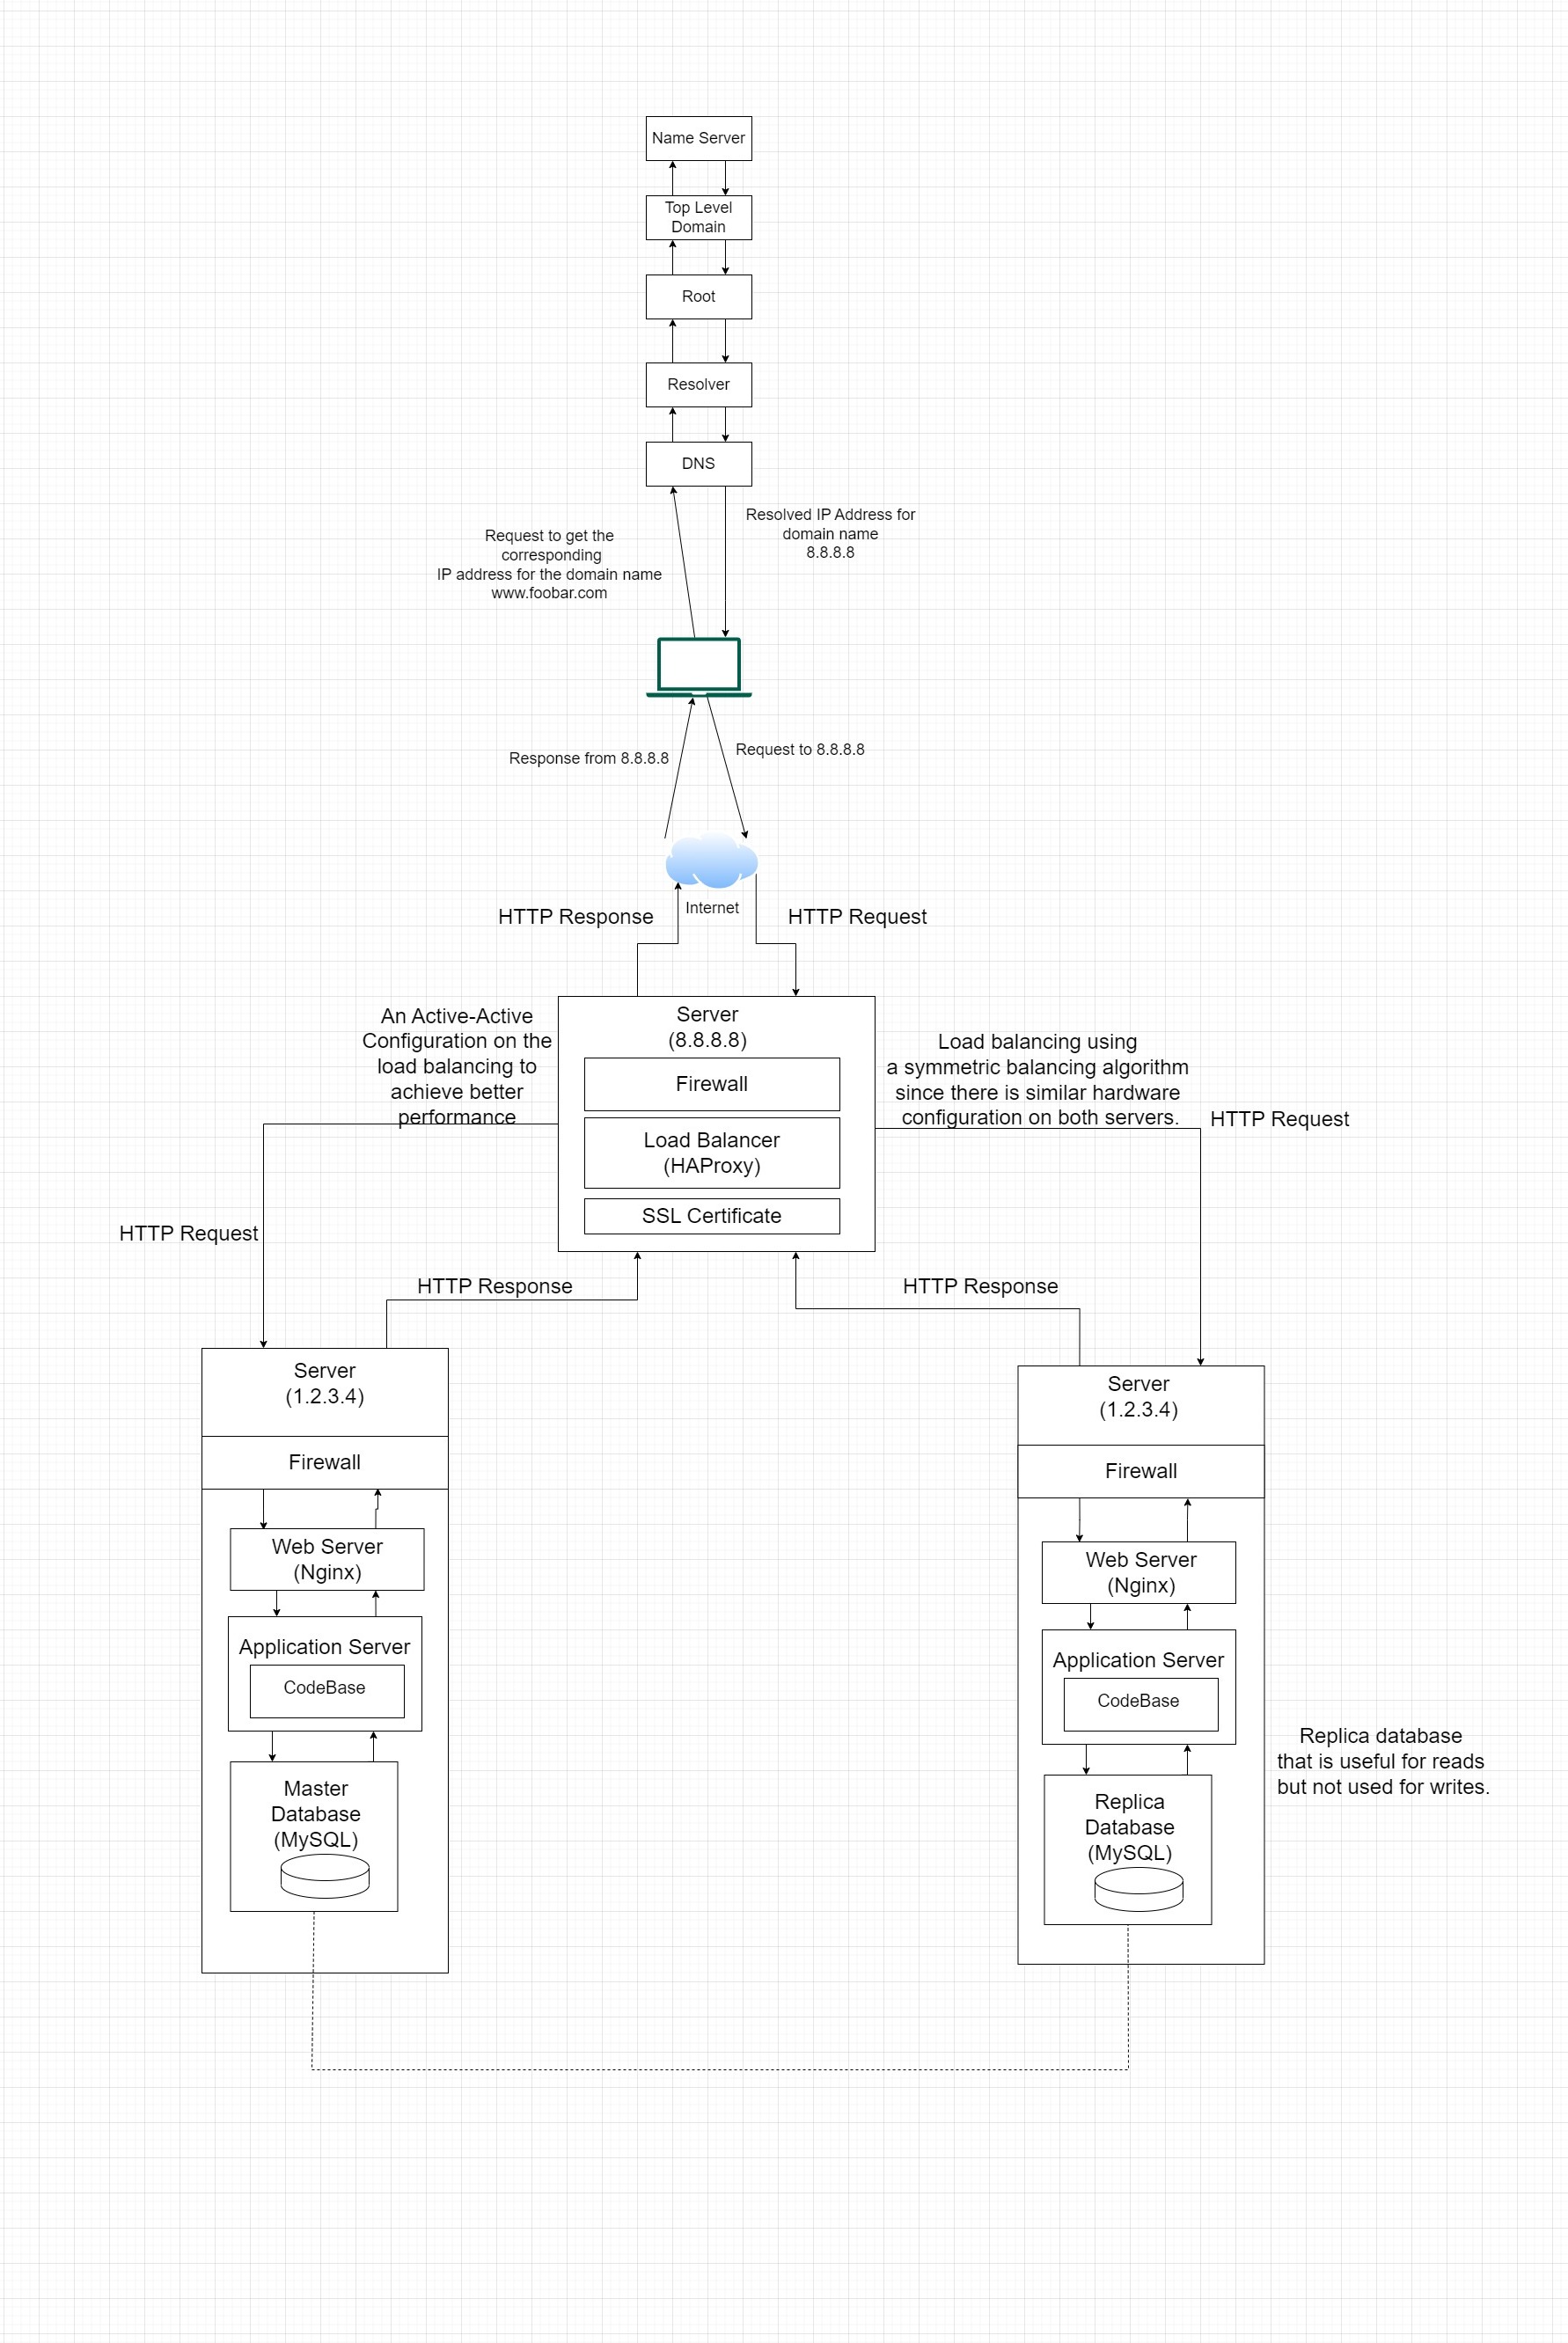 Name Server
Top Level
Domain
Root
Resolver
DNS
Request to get the
corresponding
IP address for the domain name
www.foobar.com
Resolved IP Address for
domain name
8.8.8.8
Response from 8.8.8.8
Request to 8.8.8.8
Internet
HTTP Response
HTTP Request
An Active-Active
Configuration on the
load balancing to
achieve better
performance
Server
(8.8.8.8)
Firewall
Load Balancer
(HAProxy)
SSL Certificate
Load balancing using
a symmetric balancing algorithm
since there is similar hardware
configuration on both servers.
HTTP Request
HTTP Request
HTTP Response
HTTP Response
Server
(1.2.3.4)
Firewall
Web Server
(Nginx)
Application Server
CodeBase
Master
Database
(MySQL)
Server
(1.2.3.4)
Firewall
Web Server
(Nginx)
Application Server
CodeBase
Replica
Database
(MySQL)
Replica database
that is useful for reads
but not used for writes.